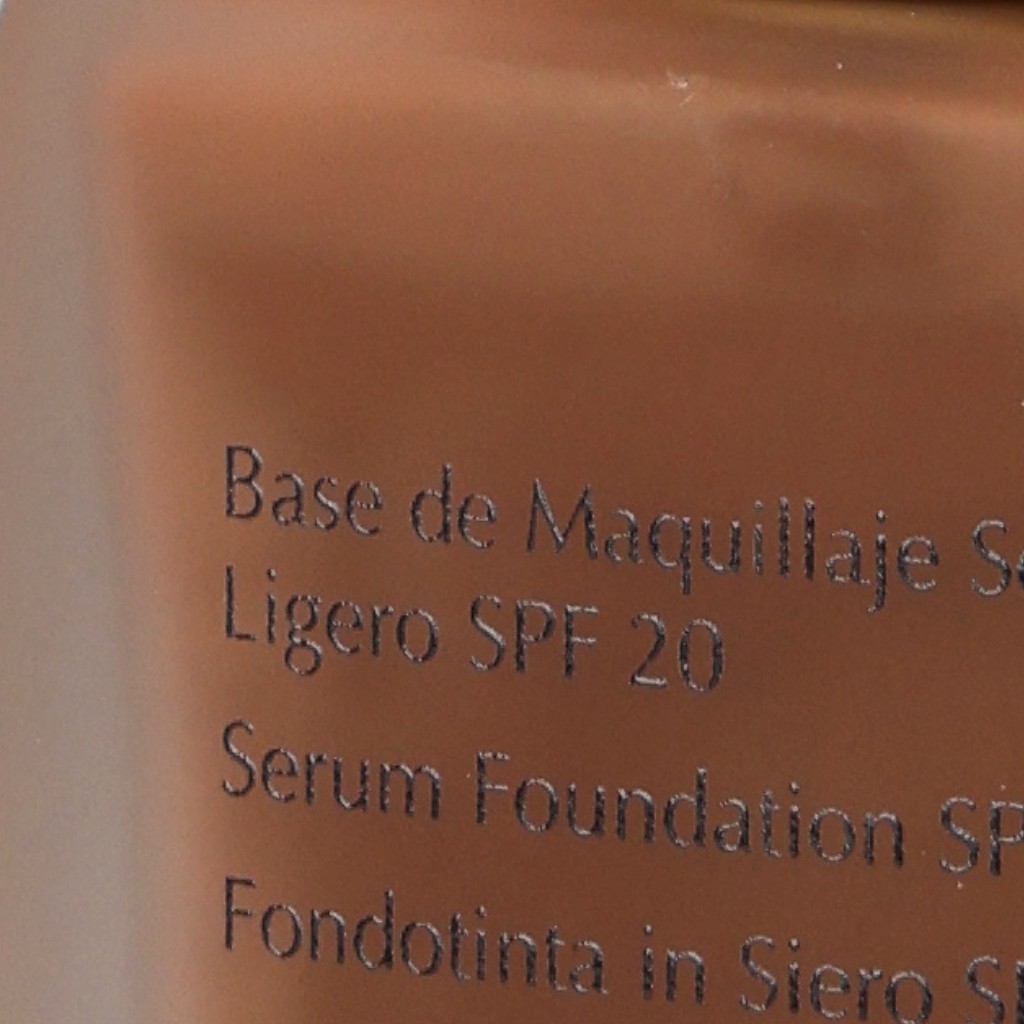 Base de Maquillaje
Ligero SPF 20
Serum Foundation
Fondotinta in Siero